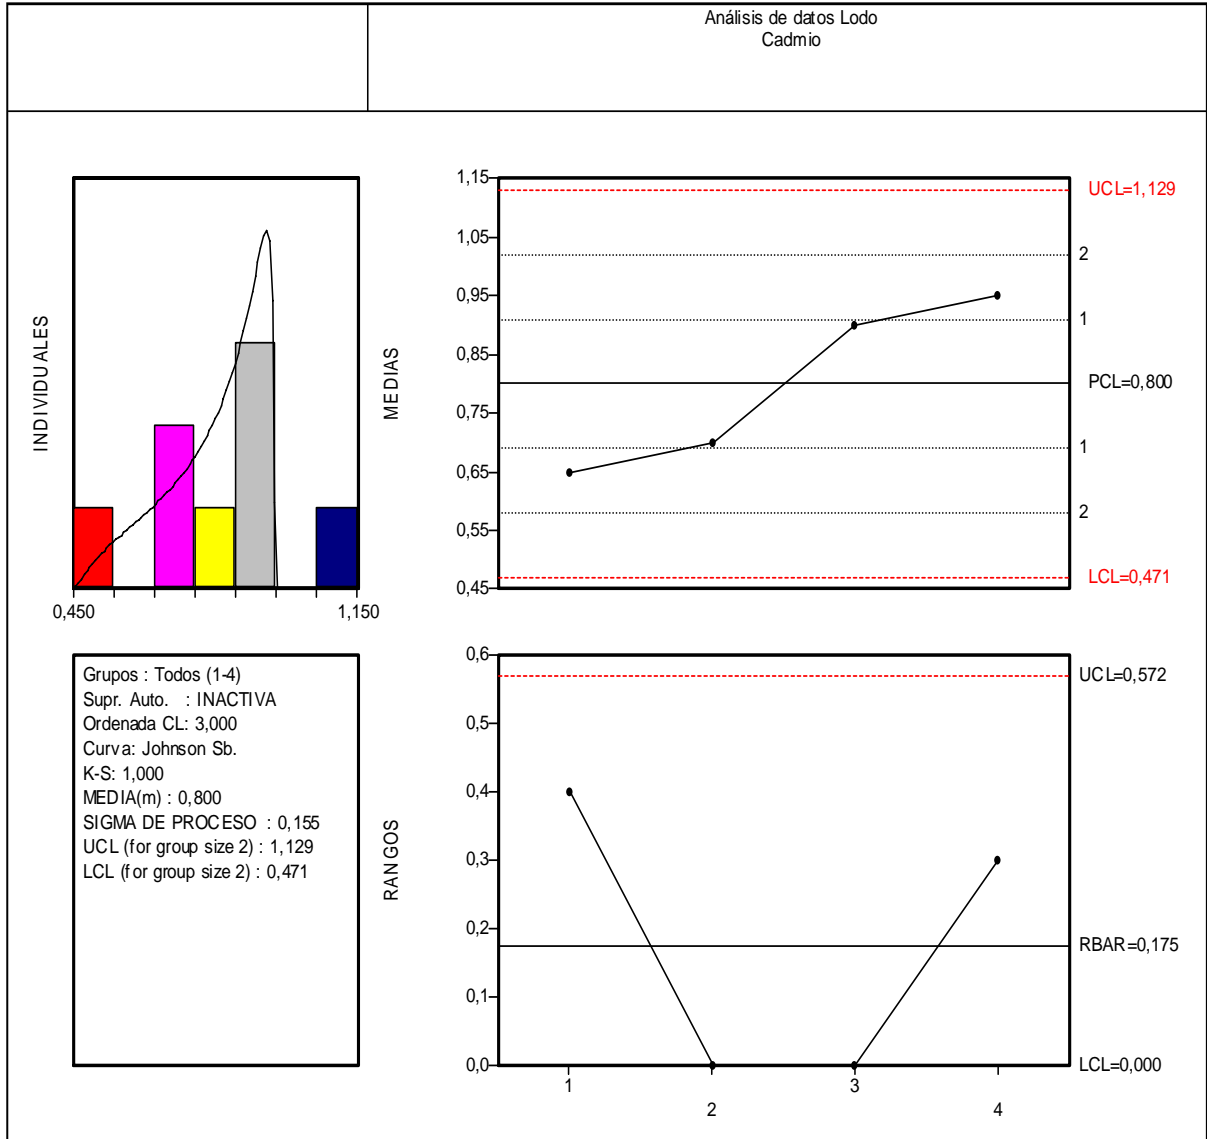 Análisis de datos Lodo
Cadmio
INDIVIDUALES
0,450
1,150
MEDIAS
1,15
1,05
0,95
0,85
0,75
0,65
0,55
0,45
UCL=1,129
2
1
PCL=0,800
1
2
LCL=0,471
Grupos : Todos (1-4)
Supr. Auto. : INACTIVA
Ordenada CL: 3,000
Curva: Johnson Sb.
K-S: 1,000
MEDIA(m) : 0,800
SIGMA DE PROCESO : 0,155
UCL (for group size 2) : 1,129
LCL (for group size 2) : 0,471
RANGOS
0,6
0,5
0,4
0,3
0,2
0,1
0,0
UCL=0,572
RBAR=0,175
LCL=0,000
1
2
3
4